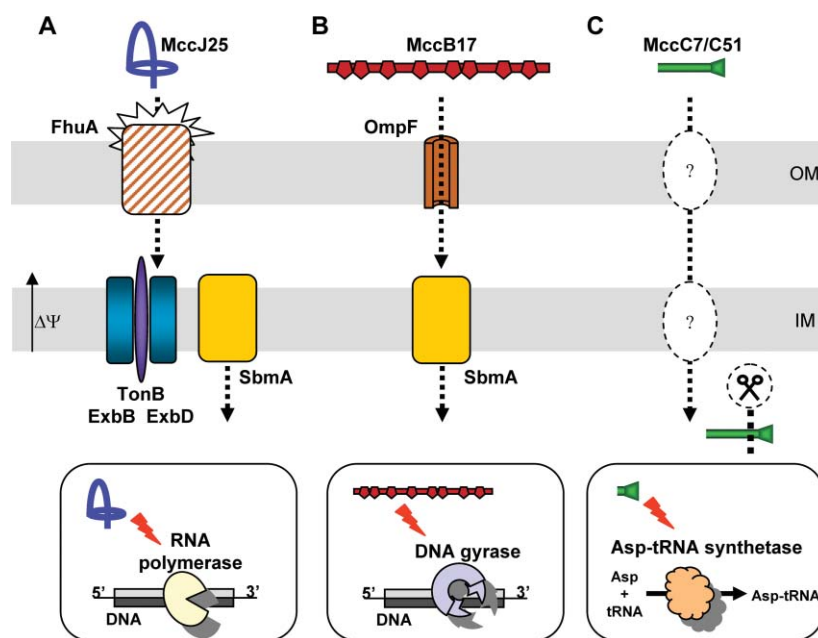 A
MccJ25
B
MccB17
C
MccC7/C51
FhuA
OmpF
?
OM
ΔΨ
?
IM
SbmA
SbmA
TonB
ExbB ExbD
RNA
polymerase
5’
3’
DNA
DNA gyrase
5’
3’
DNA
Asp-tRNA synthetase
Asp
+
tRNA
Asp-tRNA